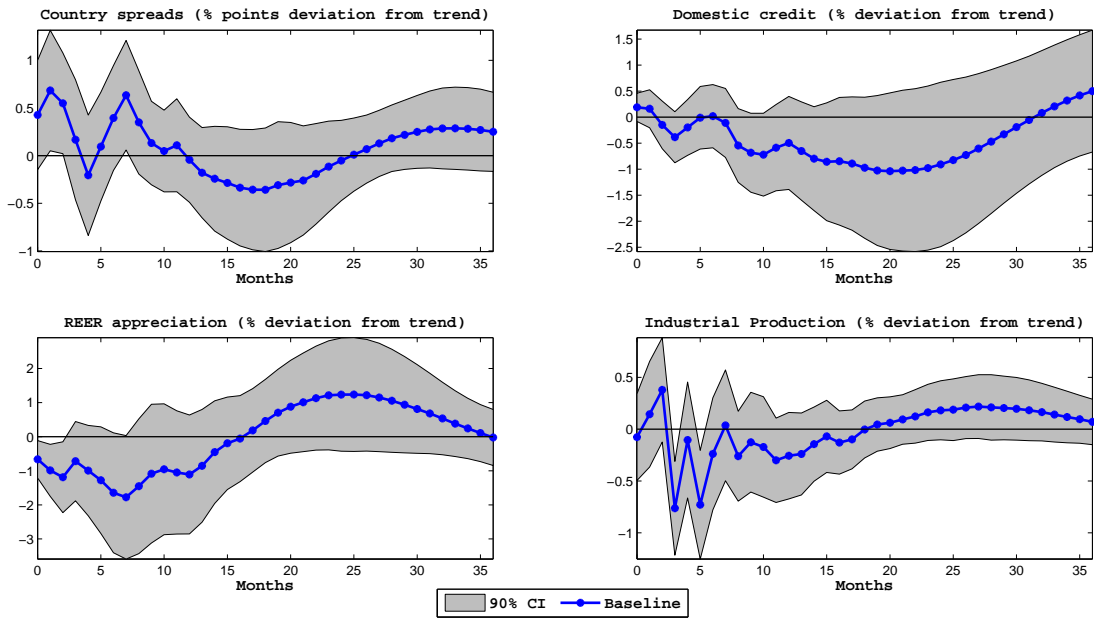 Country spreads (% points deviation from trend)
1
0.5
0
−0.5
−1
0 5 10 15 20 25 30 35
Months
Domestic credit (% deviation from trend)
1.5
1
0.5
0
−0.5
−1
−1.5
−2
−2.5
0 5 10 15 20 25 30 35
Months
REER appreciation (% deviation from trend)
2
1
0
−1
−2
−3
0 5 10 15 20 25 30 35
Months
Industrial Production (% deviation from trend)
0.5
0
−0.5
−1
0 5 10 15 20 25 30 35
Months
90% CI Baseline